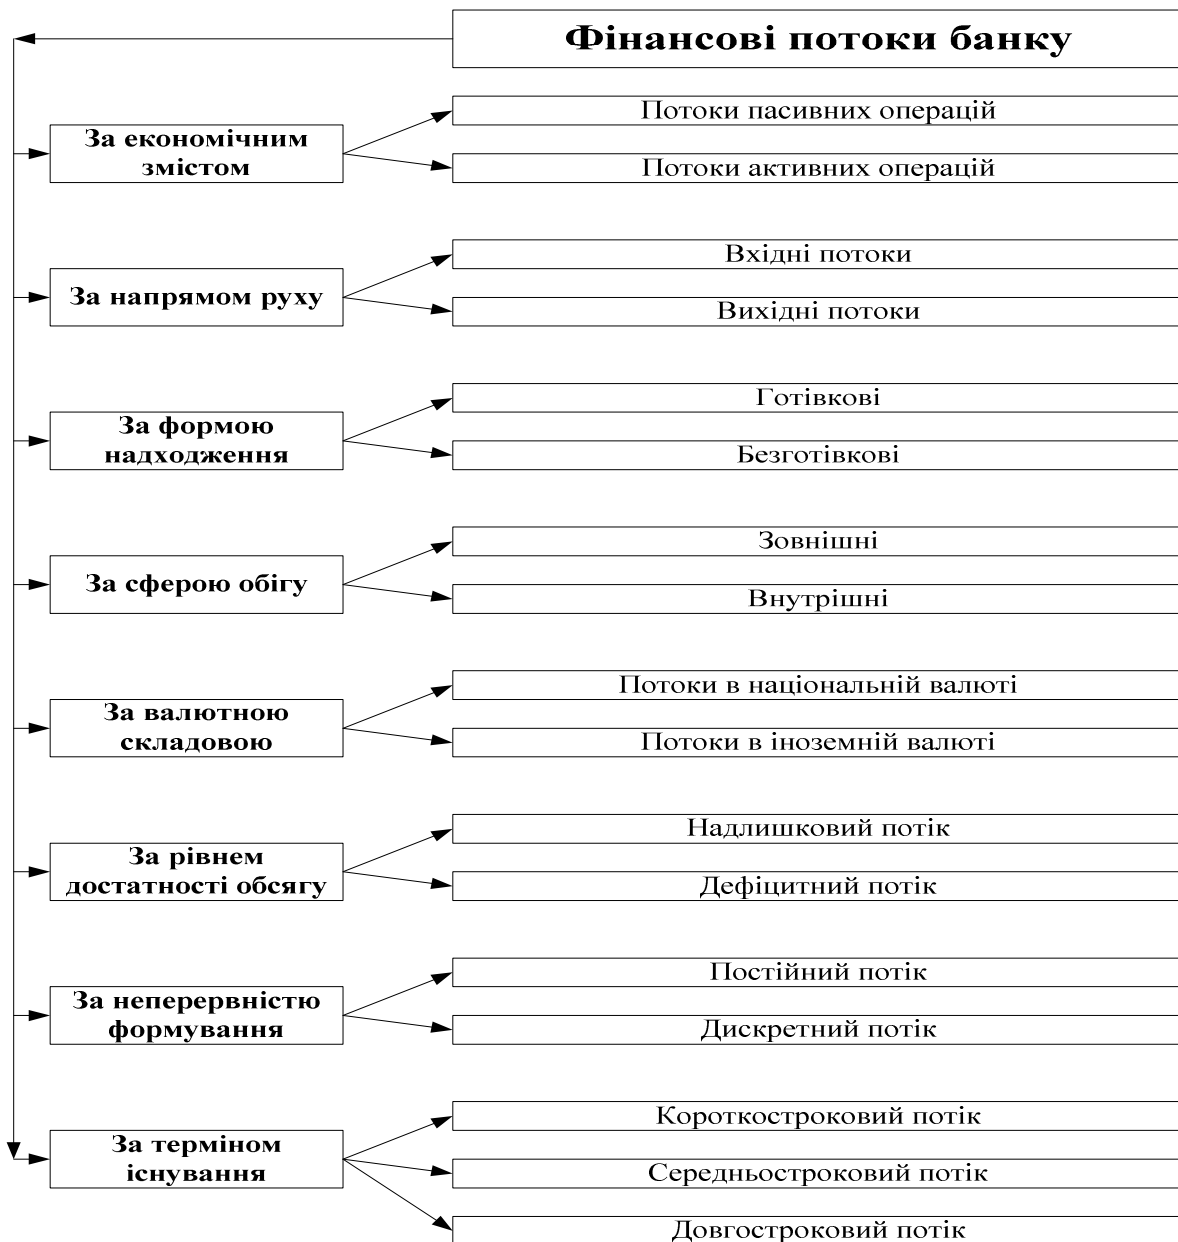 Фінансові потоки банку
За економічним
змістом
Потоки пасивних операцій
Потоки активних операцій
За напрямом руху
Вхідні потоки
Вихідні потоки
За формою
надходження
Готівкові
Безготівкові
За сферою обігу
Зовнішні
Внутрішні
За валютною
складовою
Потоки в національній валюті
Потоки в іноземній валюті
За рівнем
достатності обсягу
Надлишковий потік
Дефіцитний потік
За неперервністю
формування
Постійний потік
Дискретний потік
За терміном
існування
Короткостроковий потік
Середньостроковий потік
Довгостроковий потік